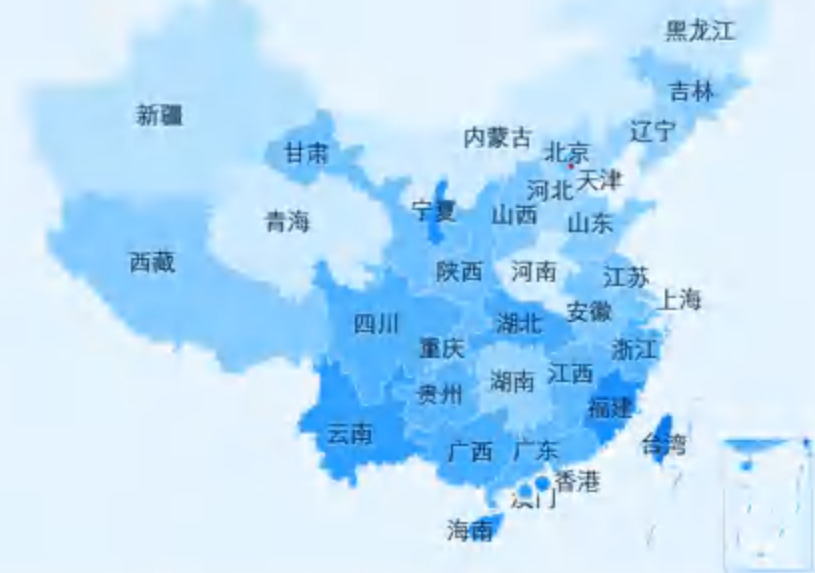 黑龙江
吉林
新疆
辽宁
内蒙古
北京
甘肃
天津
河北
宁夏
山西
山东
青海
西藏
陕西
河南
江苏
上海
安徽
四川
湖北
重庆
浙江
湖南
江西
贵州
福建
云南
台湾
广西
广东
香港
澳门
海南